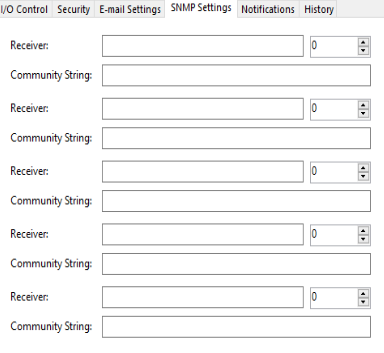 I/O Control Security E-mail Settings SNMP Settings Notifications History
Receiver: 0
Community String:
Receiver: 0
Community String:
Receiver: 0
Community String:
Receiver: 0
Community String:
Receiver: 0
Community String: